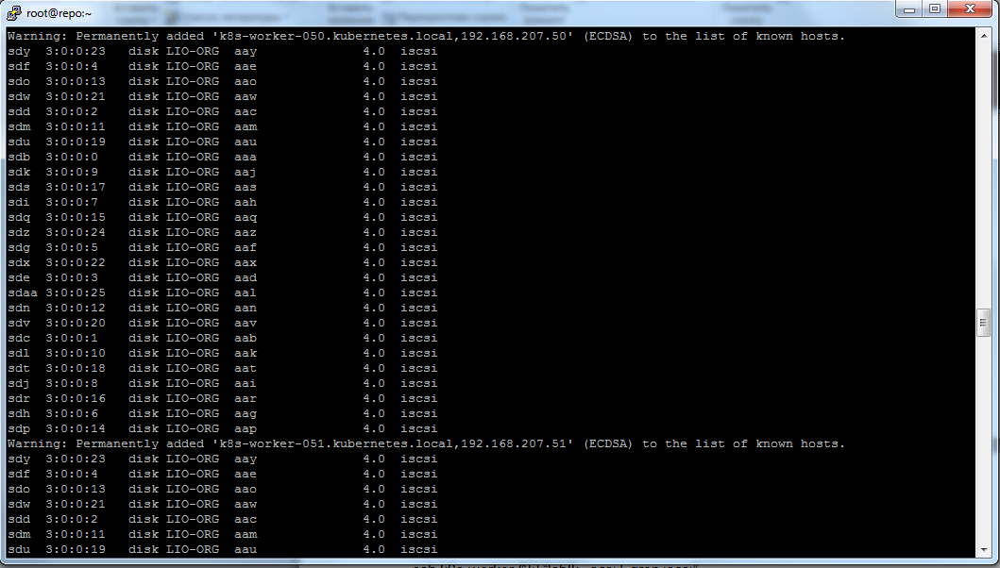 root@repo:~
Warning: Permanently added 'k8s-worker-050.kubernetes.local,192.168.207.50' (ECDSA) to the list of known hosts.
sdy  3:0:0:23   disk LIO-ORG  aay              4.0  iscsi
sdf  3:0:0:4    disk LIO-ORG  aae              4.0  iscsi
sdo  3:0:0:13   disk LIO-ORG  aao              4.0  iscsi
sdw  3:0:0:21   disk LIO-ORG  aaw              4.0  iscsi
sdd  3:0:0:2    disk LIO-ORG  aac              4.0  iscsi
sdm  3:0:0:11   disk LIO-ORG  aam              4.0  iscsi
sdu  3:0:0:19   disk LIO-ORG  aau              4.0  iscsi
sdb  3:0:0:0    disk LIO-ORG  aaa              4.0  iscsi
sdk  3:0:0:9    disk LIO-ORG  aaj              4.0  iscsi
sds  3:0:0:17   disk LIO-ORG  aas              4.0  iscsi
sdi  3:0:0:7    disk LIO-ORG  aah              4.0  iscsi
sdq  3:0:0:15   disk LIO-ORG  aaq              4.0  iscsi
sdz  3:0:0:24   disk LIO-ORG  aaz              4.0  iscsi
sdg  3:0:0:5    disk LIO-ORG  aaf              4.0  iscsi
sdx  3:0:0:22   disk LIO-ORG  aax              4.0  iscsi
sde  3:0:0:3    disk LIO-ORG  aad              4.0  iscsi
sdaa 3:0:0:25   disk LIO-ORG  aal              4.0  iscsi
sdn  3:0:0:12   disk LIO-ORG  aan              4.0  iscsi
sdv  3:0:0:20   disk LIO-ORG  aav              4.0  iscsi
sdc  3:0:0:1    disk LIO-ORG  aab              4.0  iscsi
sdl  3:0:0:10   disk LIO-ORG  aak              4.0  iscsi
sdt  3:0:0:18   disk LIO-ORG  aat              4.0  iscsi
sdj  3:0:0:8    disk LIO-ORG  aai              4.0  iscsi
sdr  3:0:0:16   disk LIO-ORG  aar              4.0  iscsi
sdh  3:0:0:6    disk LIO-ORG  aag              4.0  iscsi
sdp  3:0:0:14   disk LIO-ORG  aap              4.0  iscsi
Warning: Permanently added 'k8s-worker-051.kubernetes.local,192.168.207.51' (ECDSA) to the list of known hosts.
sdy  3:0:0:23   disk LIO-ORG  aay              4.0  iscsi
sdf  3:0:0:4    disk LIO-ORG  aae              4.0  iscsi
sdo  3:0:0:13   disk LIO-ORG  aao              4.0  iscsi
sdw  3:0:0:21   disk LIO-ORG  aaw              4.0  iscsi
sdd  3:0:0:2    disk LIO-ORG  aac              4.0  iscsi
sdm  3:0:0:11   disk LIO-ORG  aam              4.0  iscsi
sdu  3:0:0:19   disk LIO-ORG  aau              4.0  iscsi